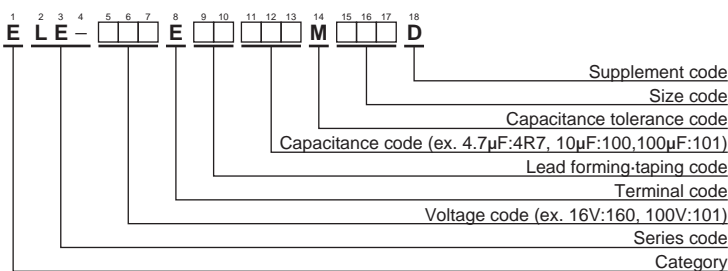 1 2 3 4 5 6 7 8 9 10 11 12 13 14 15 16 17 18
E L E – E M D
Supplement code
Size code
Capacitance tolerance code
Capacitance code (ex. 4.7µF:4R7, 10µF:100,100µF:101)
Lead forming·taping code
Terminal code
Voltage code (ex. 16V:160, 100V:101)
Series code
Category